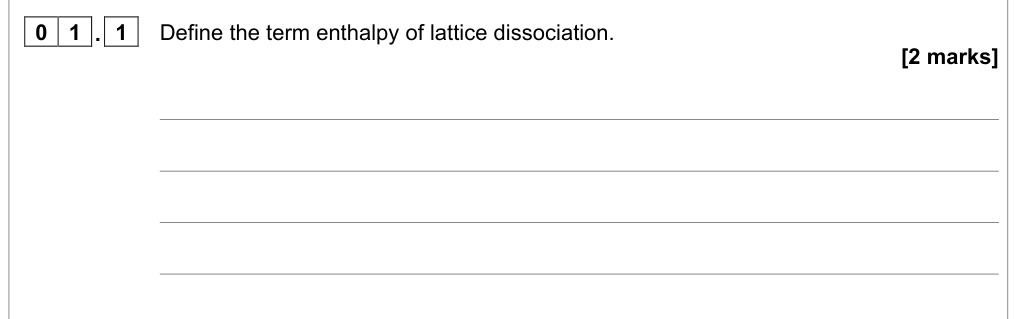 0 1 . 1 Define the term enthalpy of lattice dissociation.
[2 marks]